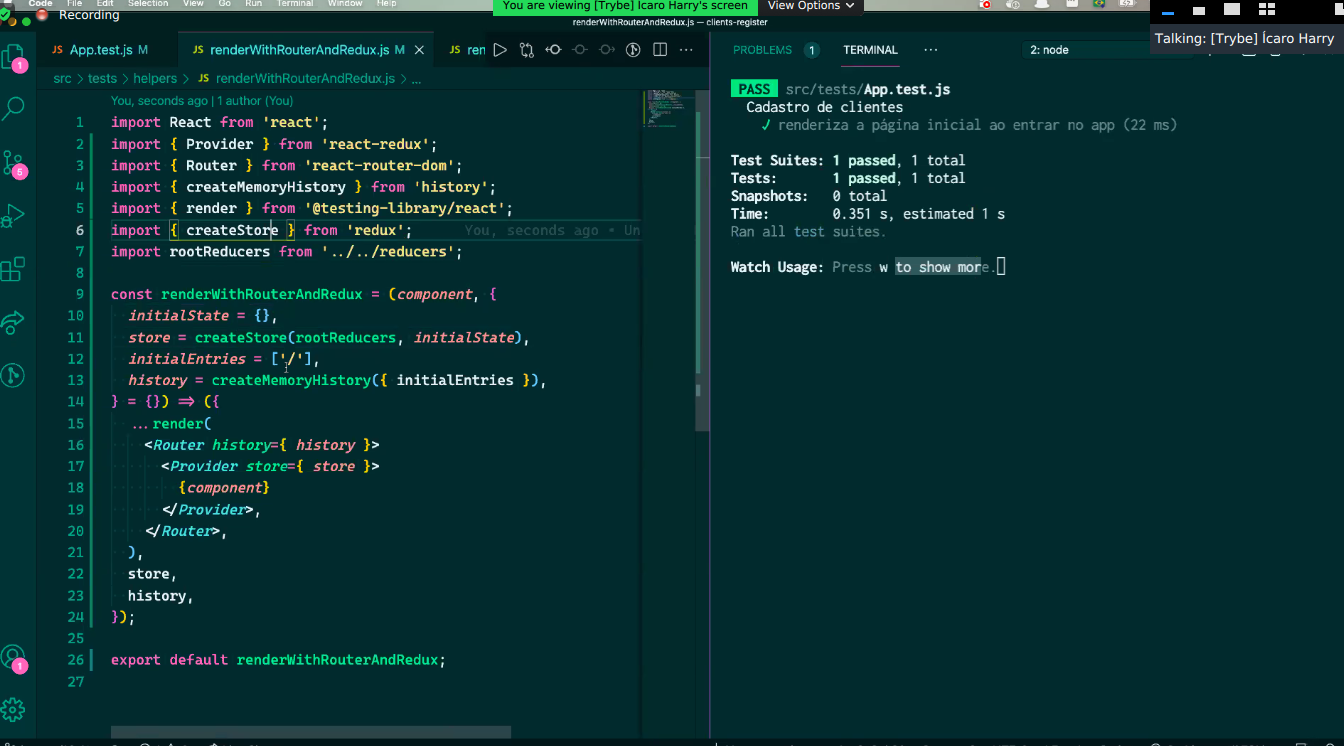 Code File Edit Selection View Go Run Terminal Window Help
You are viewing [Trybe] Icaro Harry's screen View Options
Recording
renderWithRouterAndRedux.js — clients-register
Talking: [Trybe] Ícaro Harry
JS App.test.js M
JS renderWithRouterAndRedux.js M
JS ren
src > tests > helpers > JS renderWithRouterAndRedux.js > ...
You, seconds ago | 1 author (You)
1 import React from 'react';
2 import { Provider } from 'react-redux';
3 import { Router } from 'react-router-dom';
4 import { createMemoryHistory } from 'history';
5 import { render } from '@testing-library/react';
6 import { createStore } from 'redux'; You, seconds ago • Un
7 import rootReducers from '../../reducers';
8
9 const renderWithRouterAndRedux = (component, {
10 initialState = {},
11 store = createStore(rootReducers, initialState),
12 initialEntries = ['/'],
13 history = createMemoryHistory({ initialEntries }),
14 } = {}) => ({
15 ...render(
16 <Router history={ history }>
17 <Provider store={ store }>
18 {component}
19 </Provider>,
20 </Router>,
21 ),
22 store,
23 history,
24 });
25
26 export default renderWithRouterAndRedux;
27
1
5
1
PROBLEMS 1 TERMINAL ... 2: node
PASS src/tests/App.test.js
Cadastro de clientes
✓ renderiza a página inicial ao entrar no app (22 ms)
Test Suites: 1 passed, 1 total
Tests: 1 passed, 1 total
Snapshots: 0 total
Time: 0.351 s, estimated 1 s
Ran all test suites.
Watch Usage: Press w to show more.